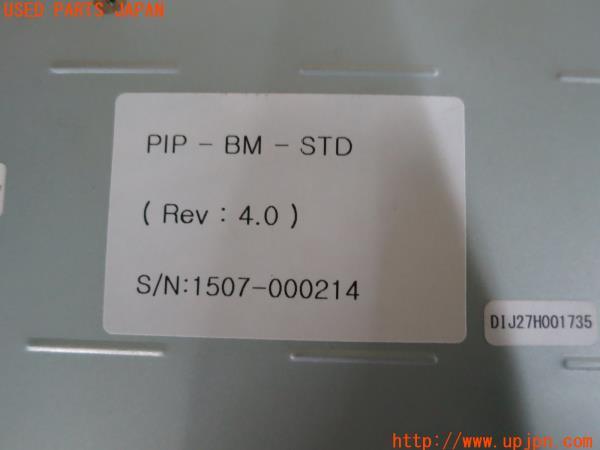 USED PARTS JAPAN
PIP - BM - STD
( Rev : 4.0 )
S/N:1507-000214
DIJ27H001735
http://www.upjpn.com